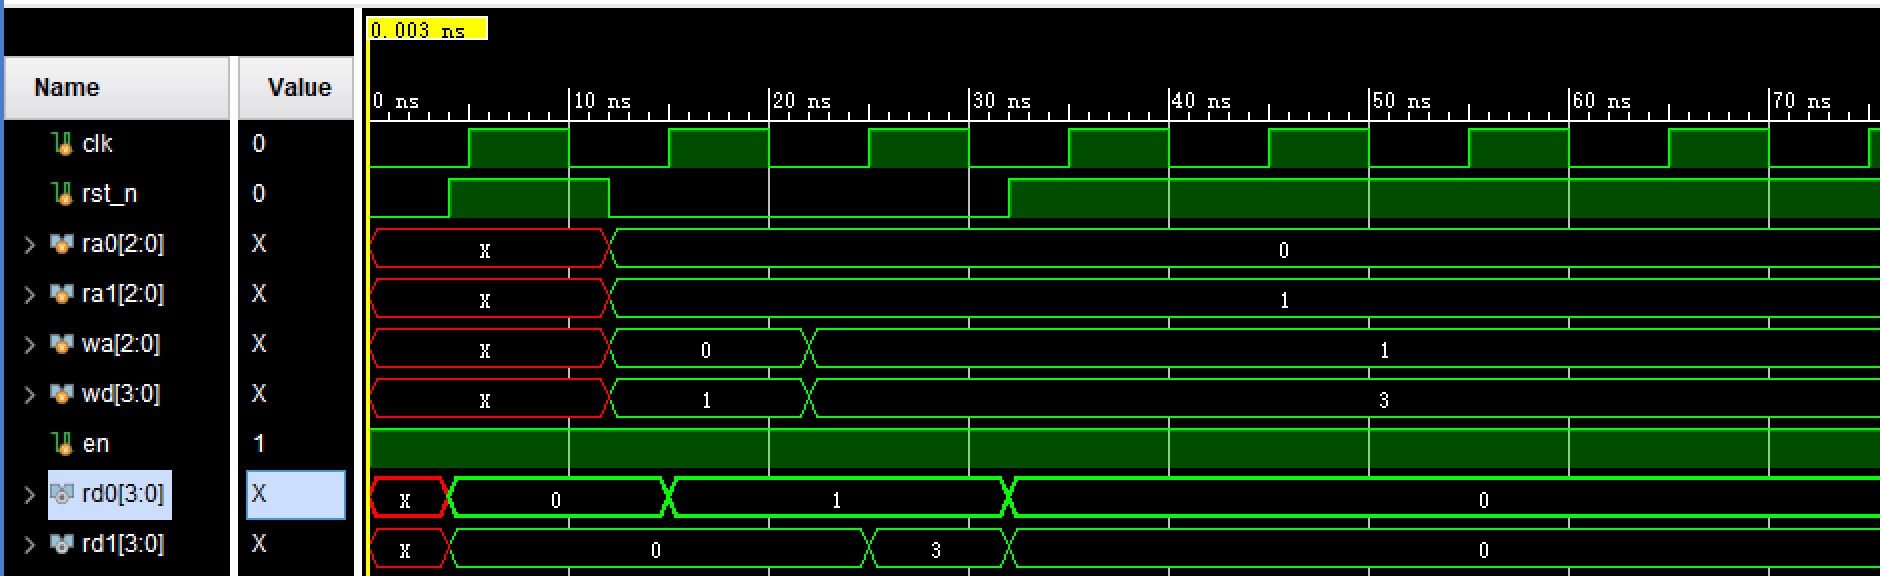 0.003 ns
Name Value
0 ns 10 ns 20 ns 30 ns 40 ns 50 ns 60 ns 70 ns
clk 0
rst_n 0
ra0[2:0] X X 0
ra1[2:0] X X 1
wa[2:0] X X 0 1
wd[3:0] X X 1 3
en 1
rd0[3:0] X X 0 1 0
rd1[3:0] X X 0 3 0